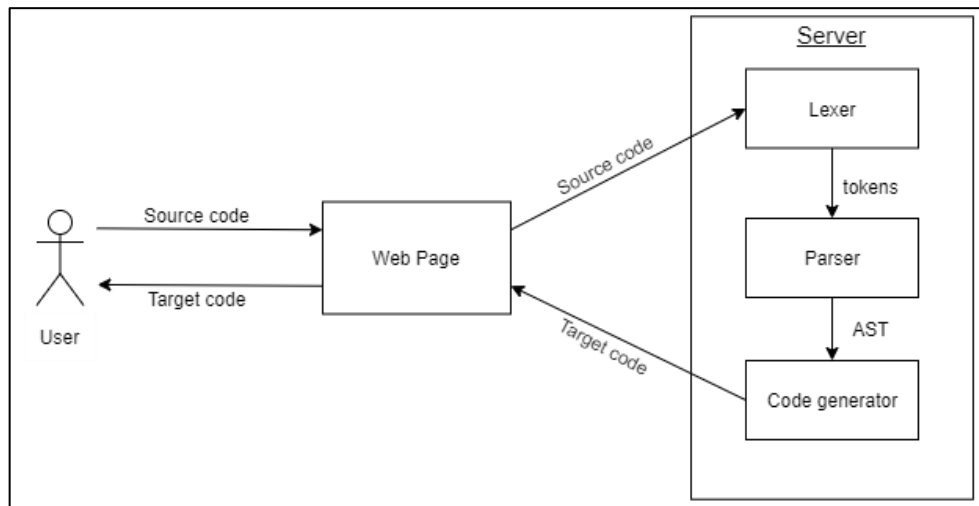 Server
Lexer
Source code
tokens
Source code
Web Page
Parser
Target code
User
AST
Target code
Code generator